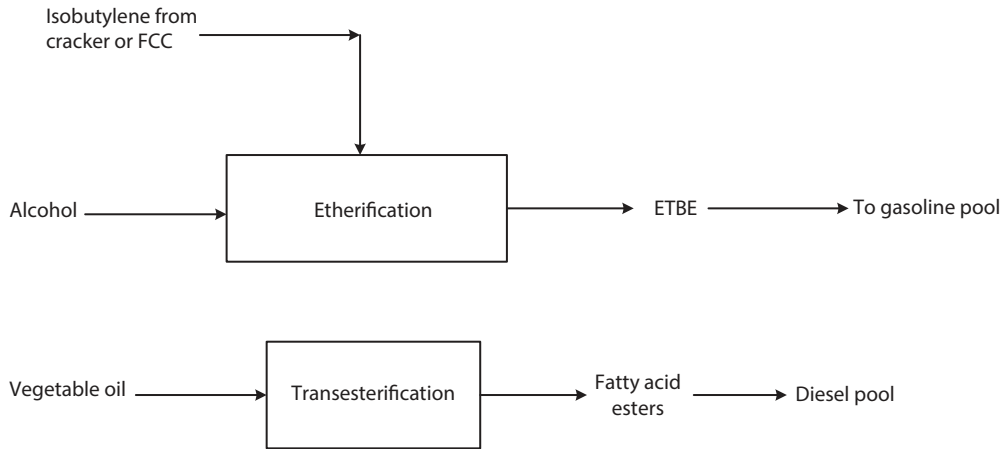 Isobutylene from
cracker or FCC
Alcohol
Etherification
ETBE
To gasoline pool
Vegetable oil
Transesterification
Fatty acid
esters
Diesel pool